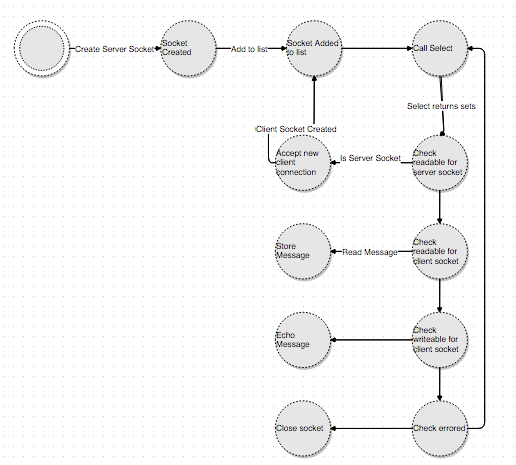 Create Server Socket
Socket
Created
Add to list
Socket Added
to list
Call Select
Select returns sets
Client Socket Created
Accept new
client
connection
Is Server Socket
Check
readable for
server socket
Store
Message
Read Message
Check
readable for
client socket
Echo
Message
Check
writeable for
client socket
Close socket
Check errored